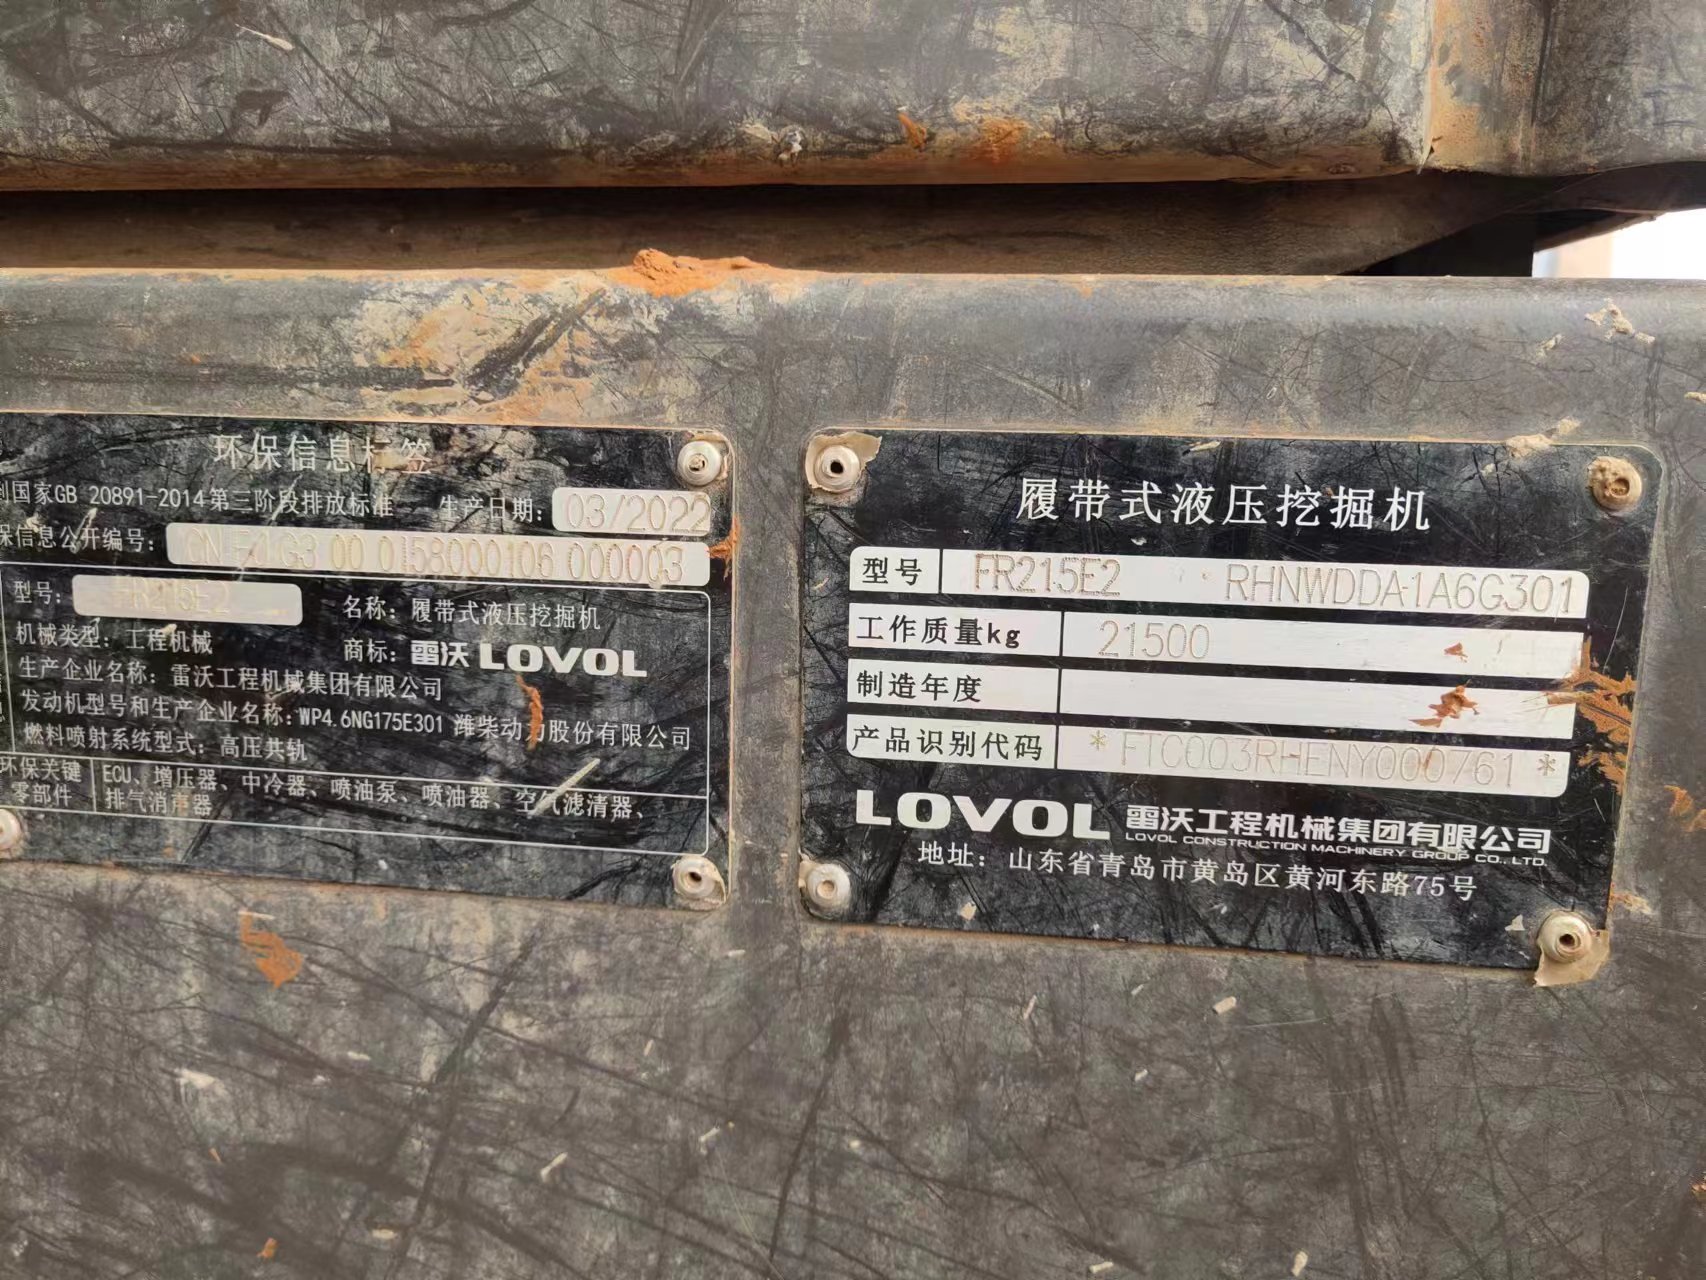 环保信息标签
到国家GB 20891-2014第三阶段排放标准 生产日期: 03/2022
保信息公开编号: G3 00 0158000106 000003
型号: FR215E2 名称: 履带式液压挖掘机
机械类型: 工程机械 商标: 雷沃 LOVOL
生产企业名称: 雷沃工程机械集团有限公司
发动机型号和生产企业名称: WP4.6NG175E301 潍柴动力股份有限公司
燃料喷射系统型式: 高压共轨
环保关键零部件 ECU、增压器、中冷器、喷油泵、喷油器、空气滤清器、
排气消声器
履带式液压挖掘机
型号 FR215E2 RHNWDDA1A6G301
工作质量kg 21500
制造年度
产品识别代码 *FTC003RHENY000761*
LOVOL 雷沃工程机械集团有限公司
LOVOL CONSTRUCTION MACHINERY GROUP CO., LTD.
地址: 山东省青岛市黄岛区黄河东路75号